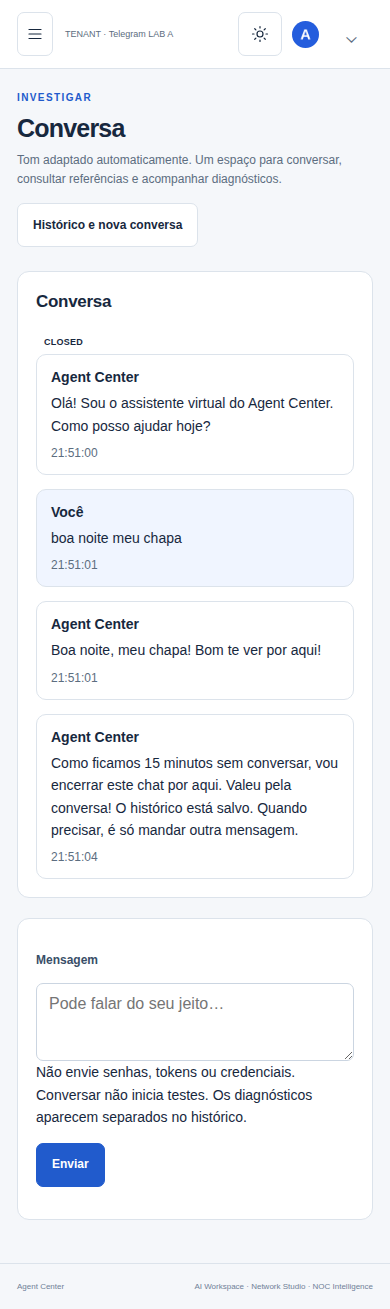 TENANT · Telegram LAB A
A
INVESTIGAR
Conversa
Tom adaptado automaticamente. Um espaço para conversar,
consultar referências e acompanhar diagnósticos.
Histórico e nova conversa
Conversa
CLOSED
Agent Center
Olá! Sou o assistente virtual do Agent Center.
Como posso ajudar hoje?
21:51:00
Você
boa noite meu chapa
21:51:01
Agent Center
Boa noite, meu chapa! Bom te ver por aqui!
21:51:01
Agent Center
Como ficamos 15 minutos sem conversar, vou
encerrar este chat por aqui. Valeu pela
conversa! O histórico está salvo. Quando
precisar, é só mandar outra mensagem.
21:51:04
Mensagem
Pode falar do seu jeito…
Não envie senhas, tokens ou credenciais.
Conversar não inicia testes. Os diagnósticos
aparecem separados no histórico.
Enviar
Agent Center
AI Workspace · Network Studio · NOC Intelligence